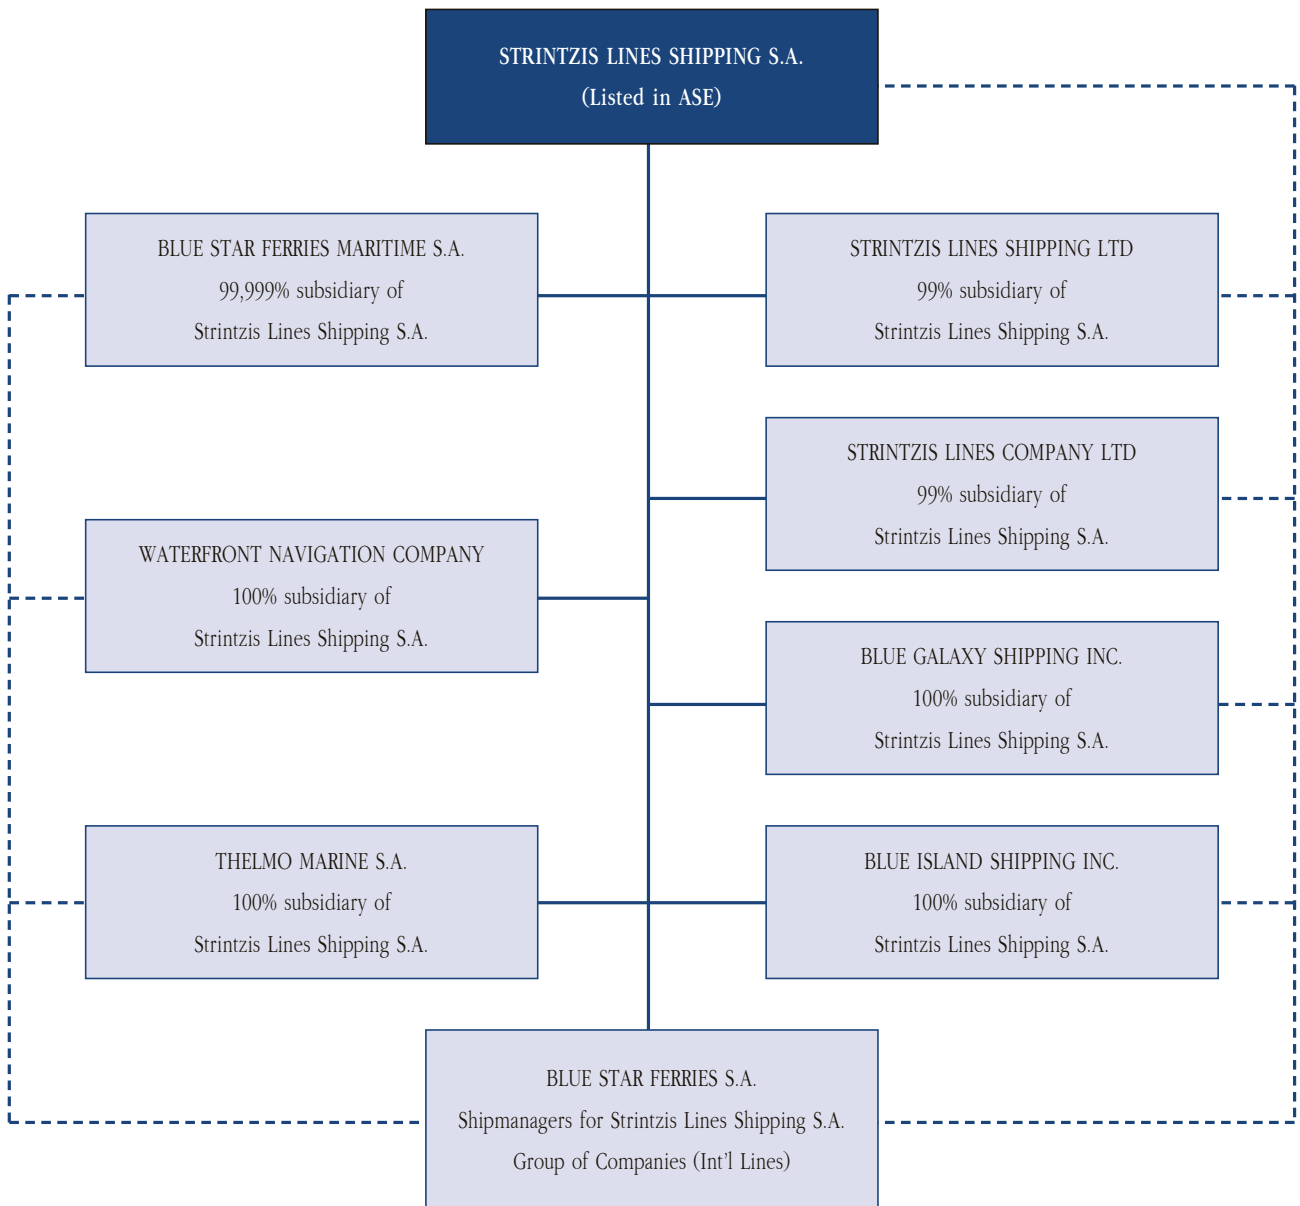 STRINTZIS LINES SHIPPING S.A.
(Listed in ASE)
BLUE STAR FERRIES MARITIME S.A.
99,999% subsidiary of
Strintzis Lines Shipping S.A.
STRINTZIS LINES SHIPPING LTD
99% subsidiary of
Strintzis Lines Shipping S.A.
STRINTZIS LINES COMPANY LTD
99% subsidiary of
Strintzis Lines Shipping S.A.
WATERFRONT NAVIGATION COMPANY
100% subsidiary of
Strintzis Lines Shipping S.A.
BLUE GALAXY SHIPPING INC.
100% subsidiary of
Strintzis Lines Shipping S.A.
THELMO MARINE S.A.
100% subsidiary of
Strintzis Lines Shipping S.A.
BLUE ISLAND SHIPPING INC.
100% subsidiary of
Strintzis Lines Shipping S.A.
BLUE STAR FERRIES S.A.
Shipmanagers for Strintzis Lines Shipping S.A.
Group of Companies (Int'l Lines)